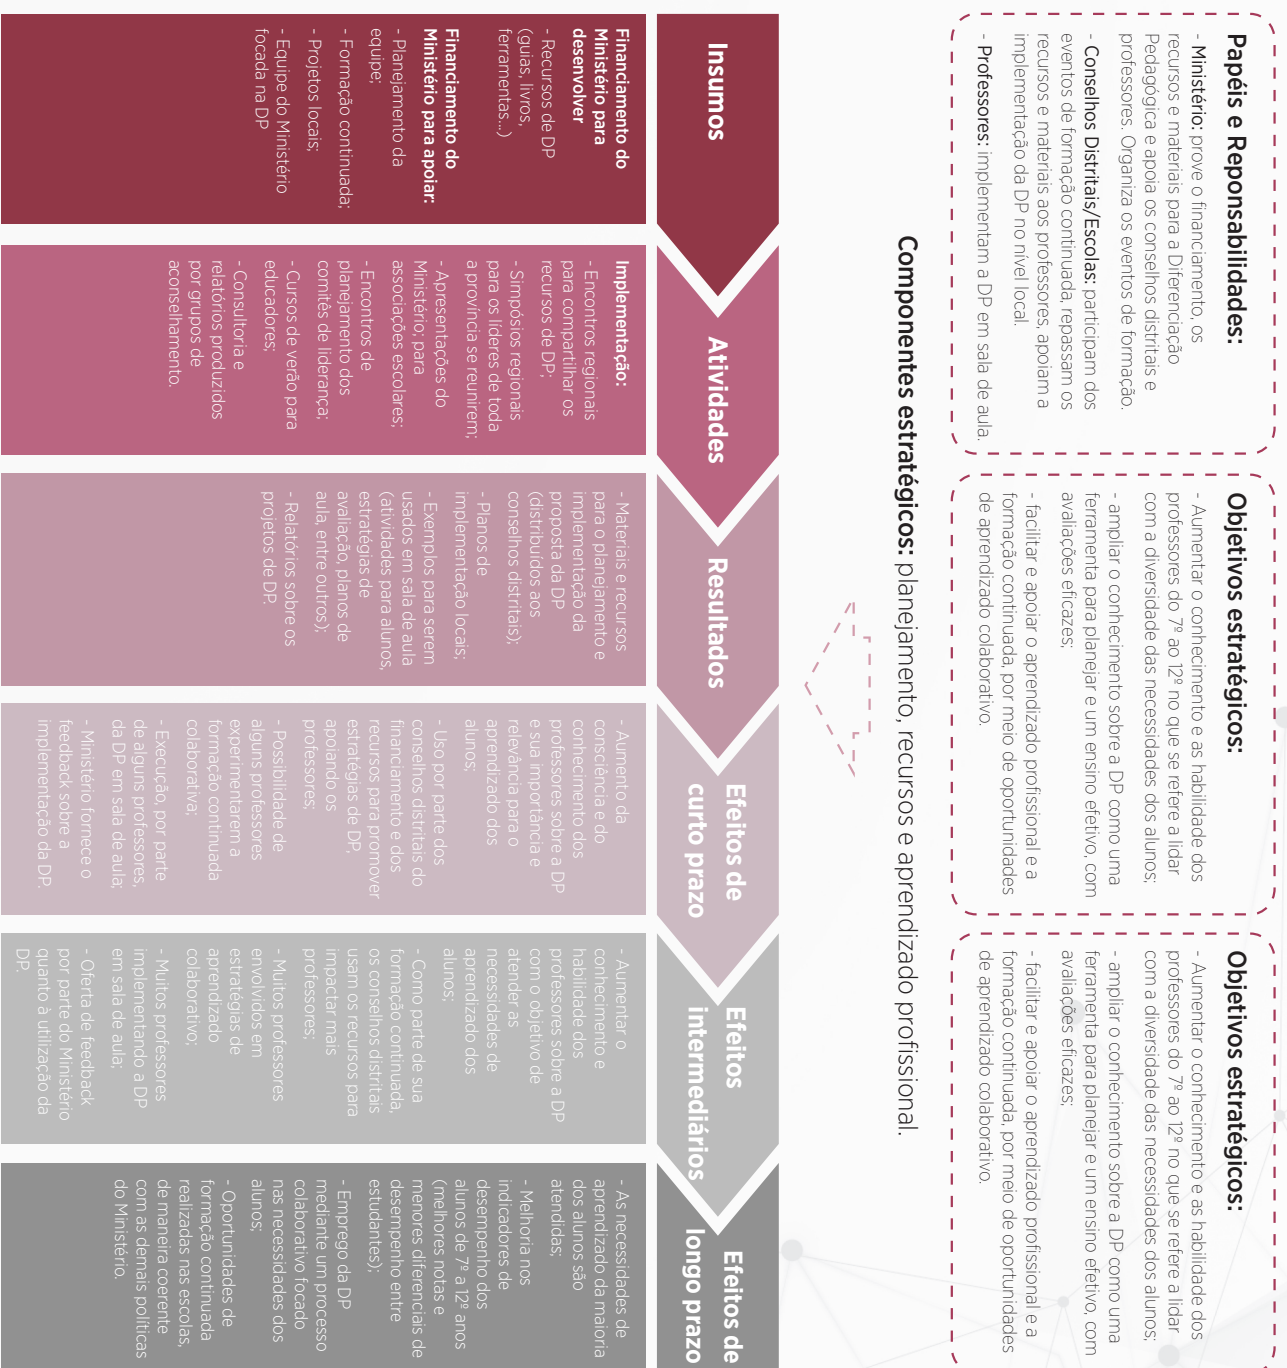 Papéis e Reponsabilidades:
- Ministério: prove o financiamento, os
recursos e materiais para a Diferenciação
Pedagógica e apoia os conselhos distritais e
professores. Organiza os eventos de formação.
- Conselhos Distritais/Escolas: participam dos
eventos de formação continuada, repassam os
recursos e materiais aos professores, apoiam a
implementação da DP no nível local.
- Professores: implementam a DP em sala de aula.
Objetivos estratégicos:
- Aumentar o conhecimento e as habilidade dos
professores do 7º ao 12º no que se refere a lidar
com a diversidade das necessidades dos alunos;
- ampliar o conhecimento sobre a DP como uma
ferramenta para planejar e um ensino efetivo, com
avaliações eficazes;
- facilitar e apoiar o aprendizado profissional e a
formação continuada, por meio de oportunidades
de aprendizado colaborativo.
Objetivos estratégicos:
- Aumentar o conhecimento e as habilidade dos
professores do 7º ao 12º no que se refere a lidar
com a diversidade das necessidades dos alunos;
- ampliar o conhecimento sobre a DP como uma
ferramenta para planejar e um ensino efetivo, com
avaliações eficazes;
- facilitar e apoiar o aprendizado profissional e a
formação continuada, por meio de oportunidades
de aprendizado colaborativo.
Componentes estratégicos: planejamento, recursos e aprendizado profissional.
Insumos
Financiamento do
Ministério para
desenvolver
- Recursos de DP
(guias, livros,
ferramentas...)
Financiamento do
Ministério para apoiar:
- Planejamento da
equipe;
- Formação continuada;
- Projetos locais;
- Equipe do Ministério
focada na DP
Atividades
Implementação:
- Encontros regionais
para compartilhar os
recursos de DP;
- Simpósios regionais
para os líderes de toda
a província se reunirem;
- Apresentações do
Ministério; para
associações escolares;
- Encontros de
planejamento dos
comitês de liderança;
- Cursos de verão para
educadores;
- Consultoria e
relatórios produzidos
por grupos de
aconselhamento.
Resultados
- Materiais e recursos
para o planejamento e
implementação da
proposta da DP
(distribuídos aos
conselhos distritais);
- Planos de
implementação locais;
- Exemplos para serem
usados em sala de aula
(atividades para alunos,
estratégias de
avaliação, planos de
aula, entre outros);
- Relatórios sobre os
projetos de DP.
Efeitos de
curto prazo
- Aumento da
consciência e do
conhecimento dos
professores sobre a DP
e sua importância e
relevância para o
aprendizado dos
alunos;
- Uso por parte dos
conselhos distritais do
financiamento e dos
recursos para promover
estratégias de DP,
apoiando os
professores;
- Possibilidade de
alguns professores
experimentarem a
formação continuada
colaborativa;
- Execução, por parte
de alguns professores,
da DP em sala de aula;
- Ministério fornece o
feedback sobre a
implementação da DP.
Efeitos
intermediários
- Aumentar o
conhecimento e
habilidade dos
professores sobre a DP
com o objetivo de
atender as
necessidades de
aprendizado dos
alunos;
- Como parte de sua
formação continuada,
os conselhos distritais
usam os recursos para
impactar mais
professores;
- Muitos professores
envolvidos em
estratégias de
aprendizado
colaborativo;
- Muitos professores
implementando a DP
em sala de aula;
- Oferta de feedback
por parte do Ministério
quanto à utilização da
DP.
Efeitos de
longo prazo
- As necessidades de
aprendizado da maioria
dos alunos são
atendidas;
- Melhoria nos
indicadores de
desempenho dos
alunos de 7º a 12º anos
(melhores notas e
menores diferenciais de
desempenho entre
estudantes);
- Emprego da DP
mediante um processo
colaborativo focado
nas necessidades dos
alunos;
- Oportunidades de
formação continuada
realizadas nas escolas,
de maneira coerente
com as demais políticas
do Ministério.